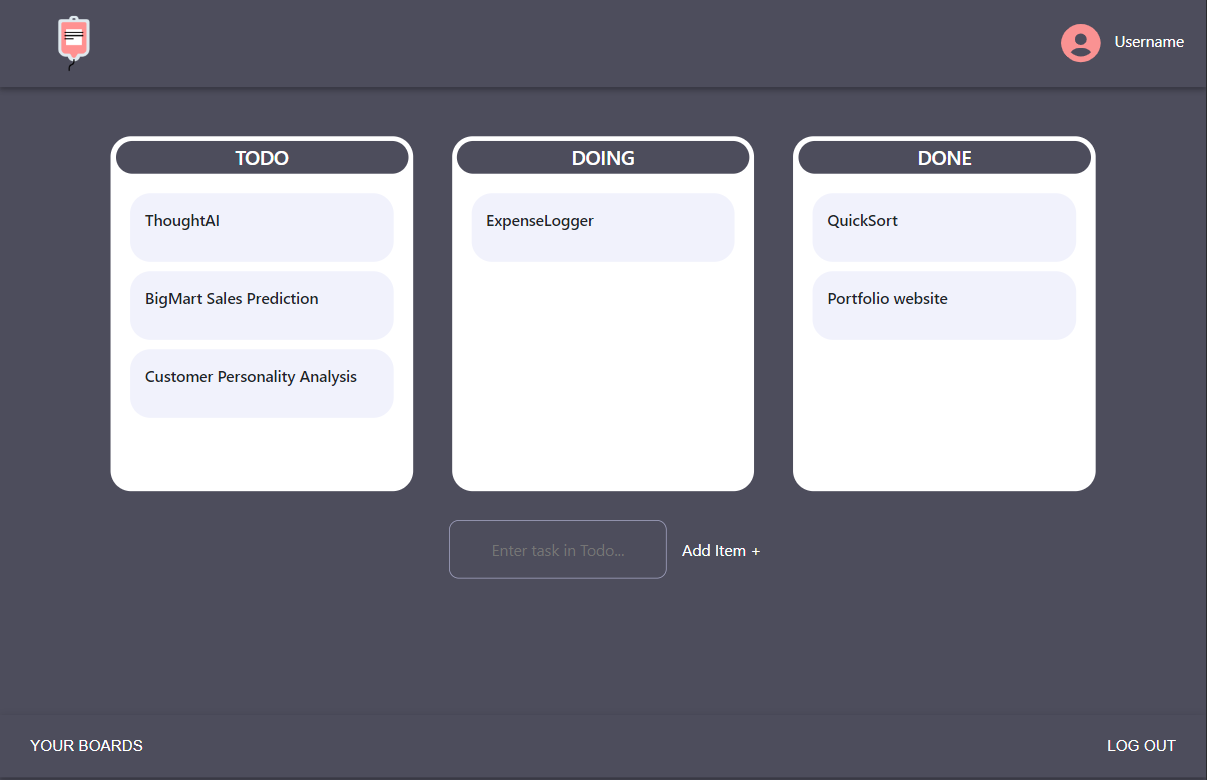 Username
TODO
ThoughtAI
BigMart Sales Prediction
Customer Personality Analysis
DOING
ExpenseLogger
DONE
QuickSort
Portfolio website
Enter task in Todo...
Add Item +
YOUR BOARDS
LOG OUT